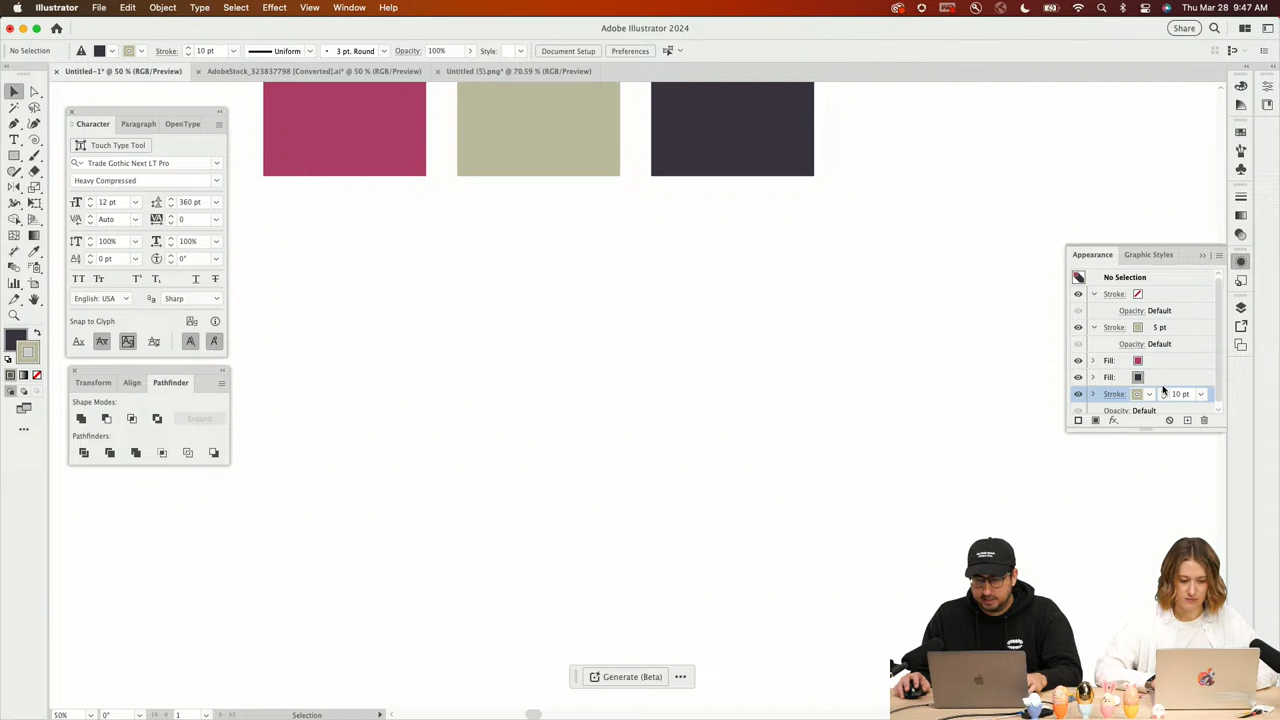 Illustrator File Edit Object Type Select Effect View Window Help
Thu Mar 28 9:47 AM
Adobe Illustrator 2024
Share
No Selection
Stroke: 10 pt
Uniform
3 pt. Round
Opacity: 100%
Style:
Document Setup
Preferences
Untitled-1* @ 50 % (RGB/Preview)
AdobeStock_323837798 [Converted].ai* @ 50 % (RGB/Preview)
Untitled (5).png* @ 70.59 % (RGB/Preview)
Character Paragraph OpenType
Touch Type Tool
Trade Gothic Next LT Pro
Heavy Compressed
12 pt 360 pt
Auto 0
100% 100%
0 pt 0°
English: USA Sharp
Snap to Glyph
Transform Align Pathfinder
Shape Modes:
Expand
Pathfinders:
Appearance Graphic Styles
No Selection
Stroke:
Opacity: Default
Stroke: 5 pt
Opacity: Default
Fill:
Fill:
Stroke: 10 pt
Opacity: Default
fx
Generate (Beta)
50% 0° 1 Selection